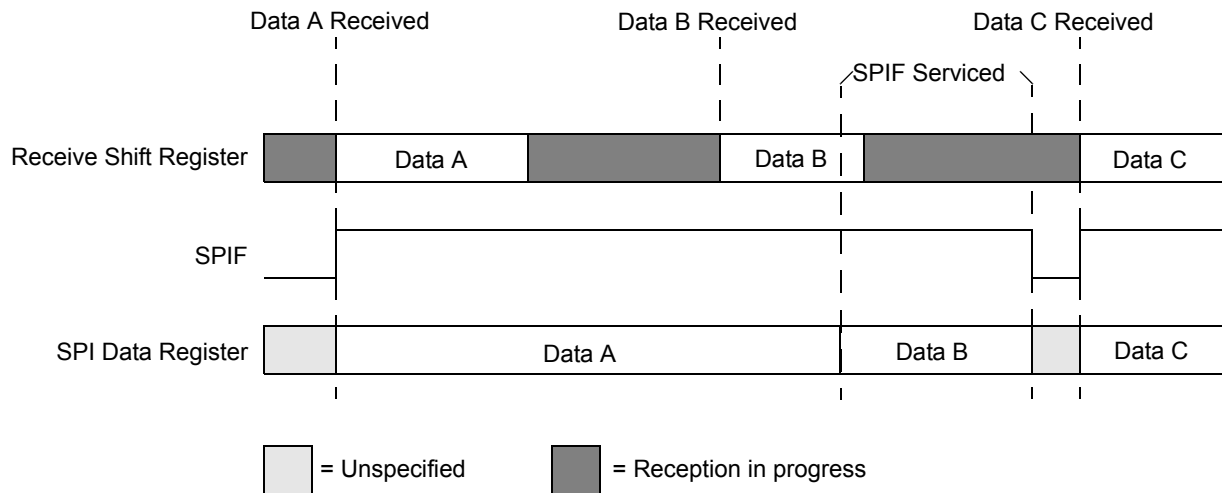 Data A Received
Data B Received
Data C Received
SPIF Serviced
Receive Shift Register
Data A
Data B
Data C
SPIF
SPI Data Register
Data A
Data B
Data C
= Unspecified
= Reception in progress